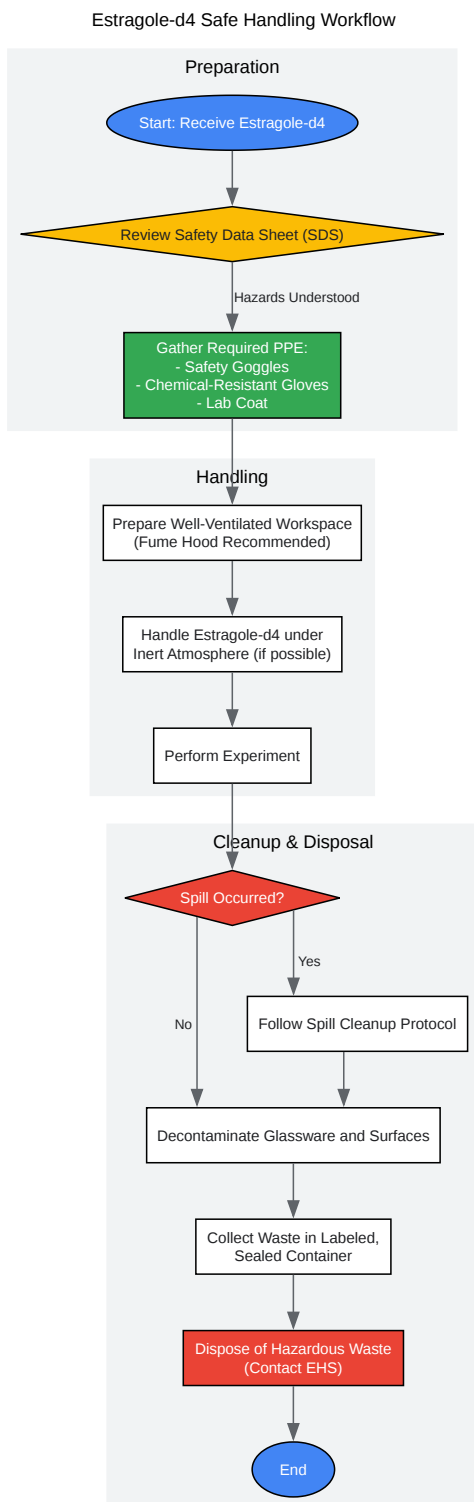 Estragole-d4 Safe Handling Workflow
Preparation
Start: Receive Estragole-d4
Review Safety Data Sheet (SDS)
Hazards Understood
Gather Required PPE:
- Safety Goggles
- Chemical-Resistant Gloves
- Lab Coat
Handling
Prepare Well-Ventilated Workspace
(Fume Hood Recommended)
Handle Estragole-d4 under
Inert Atmosphere (if possible)
Perform Experiment
Cleanup & Disposal
Spill Occurred?
Yes
No
Follow Spill Cleanup Protocol
Decontaminate Glassware and Surfaces
Collect Waste in Labeled,
Sealed Container
Dispose of Hazardous Waste
(Contact EHS)
End